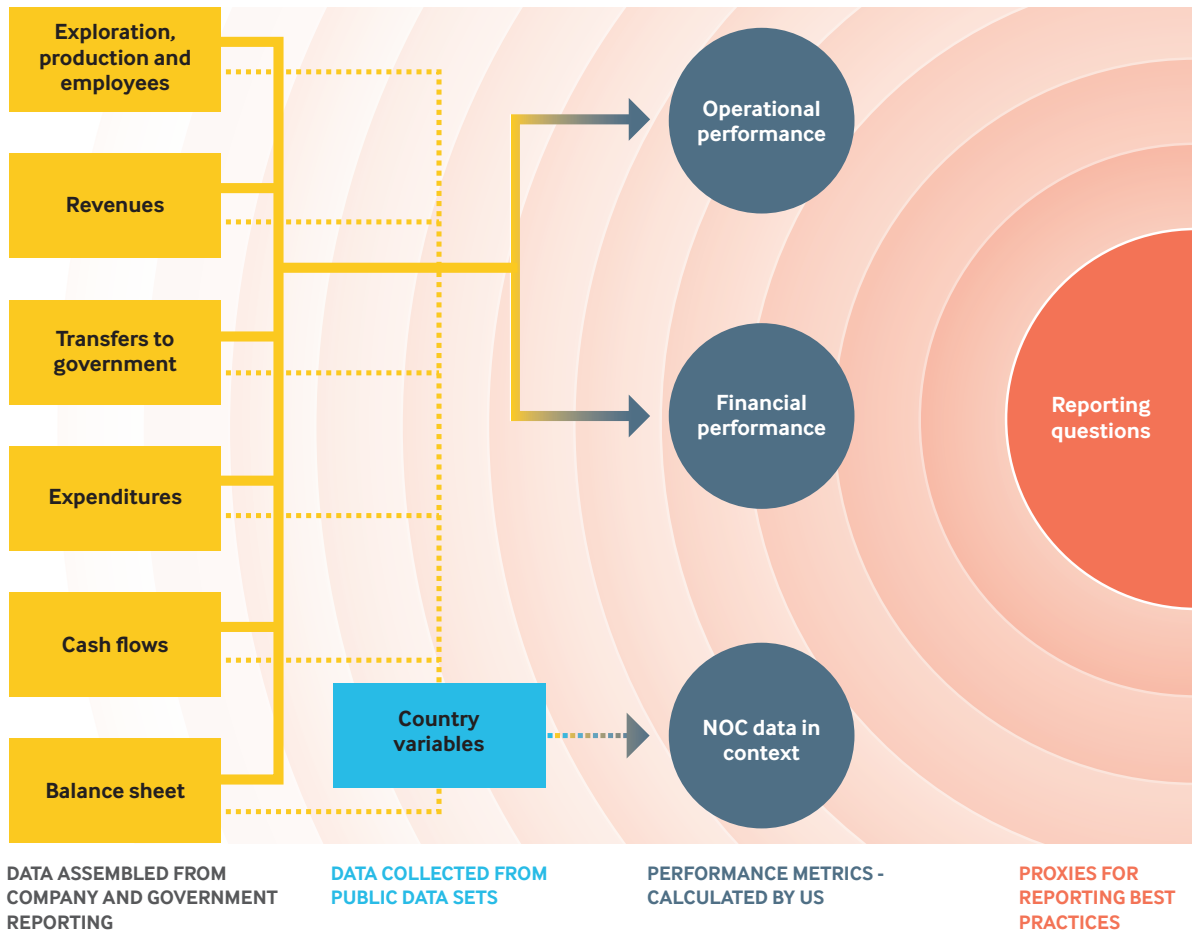 Exploration,
production and
employees
Revenues
Transfers to
government
Expenditures
Cash flows
Balance sheet
Country
variables
Operational
performance
Financial
performance
NOC data in
context
Reporting
questions
DATA ASSEMBLED FROM
COMPANY AND GOVERNMENT
REPORTING
DATA COLLECTED FROM
PUBLIC DATA SETS
PERFORMANCE METRICS -
CALCULATED BY US
PROXIES FOR
REPORTING BEST
PRACTICES